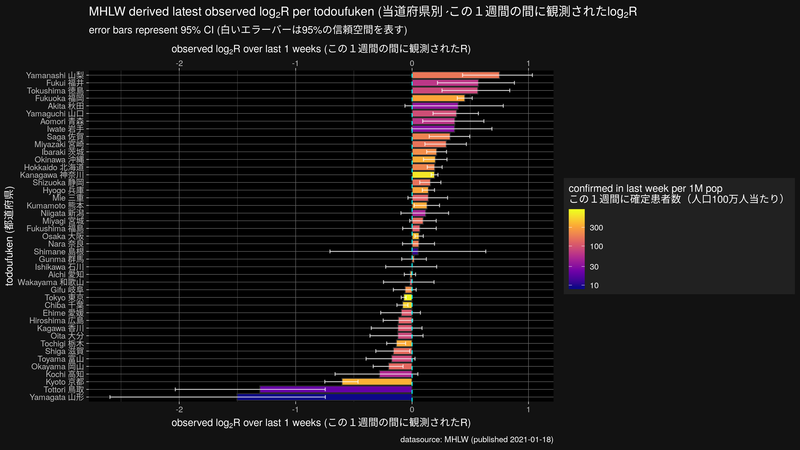 MHLW derived latest observed log₂R per todoufuken (当道府県別 ·この１週間の間に観測されたlog₂R
error bars represent 95% CI (白いエラーバーは95%の信頼空間を表す)
observed log₂R over last 1 weeks (この１週間の間に観測されたR)
-2 -1 0 1
todoufuken (都道府県)
Yamanashi 山梨
Fukui 福井
Tokushima 徳島
Fukuoka 福岡
Akita 秋田
Yamaguchi 山口
Aomori 青森
Iwate 岩手
Saga 佐賀
Miyazaki 宮崎
Ibaraki 茨城
Okinawa 沖縄
Hokkaido 北海道
Kanagawa 神奈川
Shizuoka 静岡
Hyogo 兵庫
Mie 三重
Kumamoto 熊本
Niigata 新潟
Miyagi 宮城
Fukushima 福島
Osaka 大阪
Nara 奈良
Shimane 島根
Gunma 群馬
Ishikawa 石川
Aichi 愛知
Wakayama 和歌山
Gifu 岐阜
Tokyo 東京
Chiba 千葉
Ehime 愛媛
Hiroshima 広島
Kagawa 香川
Oita 大分
Tochigi 栃木
Shiga 滋賀
Toyama 富山
Okayama 岡山
Kochi 高知
Kyoto 京都
Tottori 鳥取
Yamagata 山形
-2 -1 0 1
observed log₂R over last 1 weeks (この１週間の間に観測されたR)
confirmed in last week per 1M pop
この１週間に確定患者数（人口100万人当たり）
300
100
30
10
datasource: MHLW (published 2021-01-18)